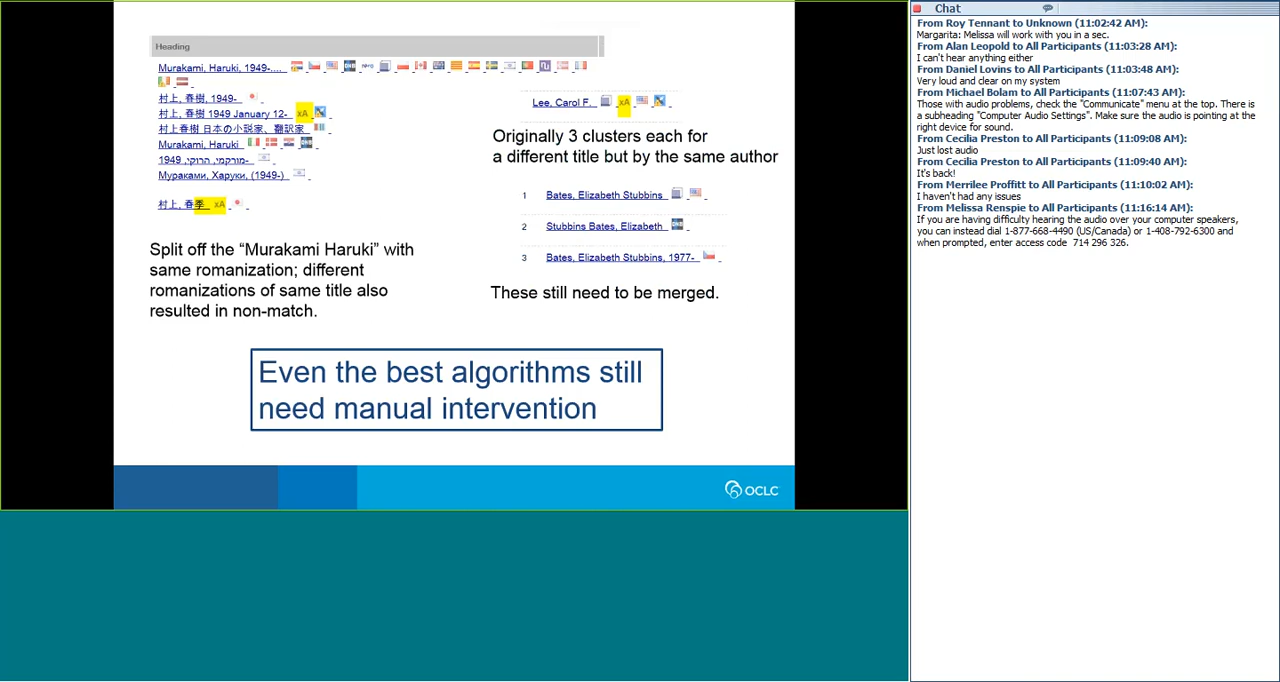 Heading
Murakami, Haruki, 1949-....
村上, 春樹, 1949-
村上, 春樹 1949 January 12-
xA
村上春樹 日本の小説家、翻訳家
Murakami, Haruki
מורקמי, הרוקי, 1949-
Мураками, Харуки, (1949-)
村上, 春季
xA
Split off the “Murakami Haruki” with
same romanization; different
romanizations of same title also
resulted in non-match.
Lee, Carol F.
xA
Originally 3 clusters each for
a different title but by the same author
1 Bates, Elizabeth Stubbins
2 Stubbins Bates, Elizabeth
3 Bates, Elizabeth Stubbins, 1977-
These still need to be merged.
Even the best algorithms still
need manual intervention
OCLC
Chat
From Roy Tennant to Unknown (11:02:42 AM):
Margarita: Melissa will work with you in a sec.
From Alan Leopold to All Participants (11:03:28 AM):
I can't hear anything either
From Daniel Lovins to All Participants (11:03:48 AM):
Very loud and clear on my system
From Michael Bolam to All Participants (11:07:43 AM):
Those with audio problems, check the "Communicate" menu at the top. There is
a subheading "Computer Audio Settings". Make sure the audio is pointing at the
right device for sound.
From Cecilia Preston to All Participants (11:09:08 AM):
Just lost audio
From Cecilia Preston to All Participants (11:09:40 AM):
It's back!
From Merrilee Proffitt to All Participants (11:10:02 AM):
I haven't had any issues
From Melissa Renspie to All Participants (11:16:14 AM):
If you are having difficulty hearing the audio over your computer speakers,
you can instead dial 1-877-668-4490 (US/Canada) or 1-408-792-6300 and
when prompted, enter access code 714 296 326.